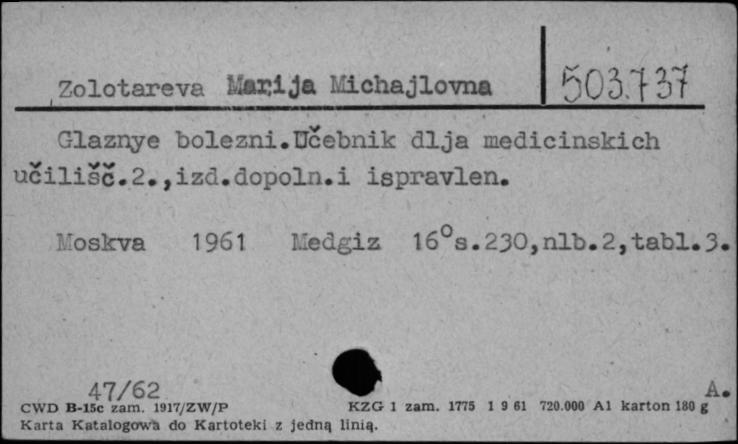 Zolotareva Marija Michajlovna 503.737
Glaznye bolezni.Učebnik dlja medicinskich
učilišč.2.,izd.dopoln.i ispravlen.
Moskva 1961 Medgiz 16°s.230,nlb.2,tabl.3.
47/62 A.
CWD B-15c zam. 1917/ZW/P KZG 1 zam. 1775 1 9 61 720.000 A1 karton 180 g
Karta Katalogowa do Kartoteki z jedną linią.